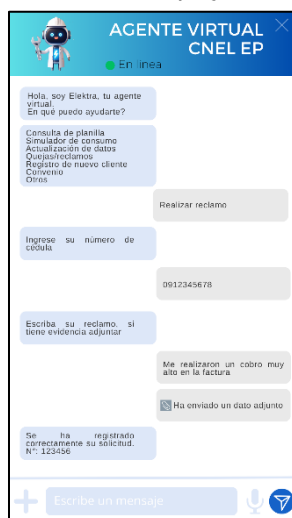 AGENTE VIRTUAL
CNEL EP
En linea
Hola, soy Elektra, tu agente
virtual.
En qué puedo ayudarte?
Consulta de planilla
Simulador de consumo
Actualización de datos
Quejas/reclamos
Registro de nuevo cliente
Convenio
Otros
Realizar reclamo
Ingrese su número de
cédula
0912345678
Escriba su reclamo. si
tiene evidencia adjuntar
Me realizaron un cobro muy
alto en la factura
Ha enviado un dato adjunto
Se ha registrado
correctamente su solicitud.
N°: 123456
Escribe un mensaje